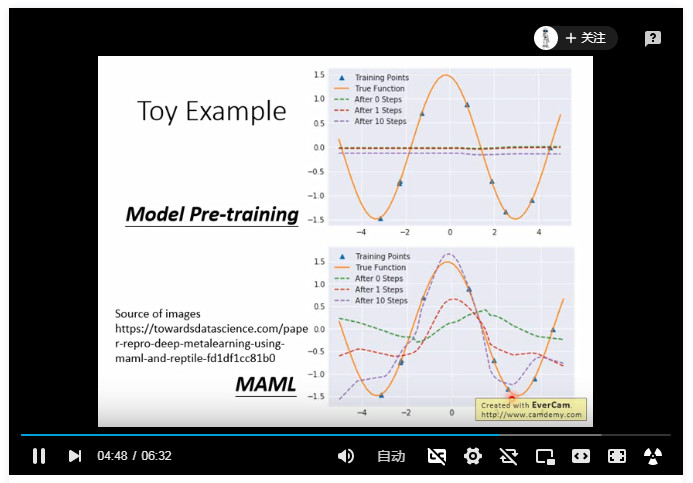 + 关注
?
Toy Example
Model Pre-training
Training Points
True Function
After 0 Steps
After 1 Steps
After 10 Steps
1.5
1.0
0.5
0.0
−0.5
−1.0
−1.5
−4
−2
0
2
4
Source of images
https://towardsdatascience.com/pape
r-repro-deep-metalearning-using-
maml-and-reptile-fd1df1cc81b0
MAML
Training Points
True Function
After 0 Steps
After 1 Steps
After 10 Steps
1.5
1.0
0.5
0.0
−0.5
−1.0
−1.5
−4
−2
0
Created with EverCam.
http://www.camdemy.com
04:48 / 06:32
自动